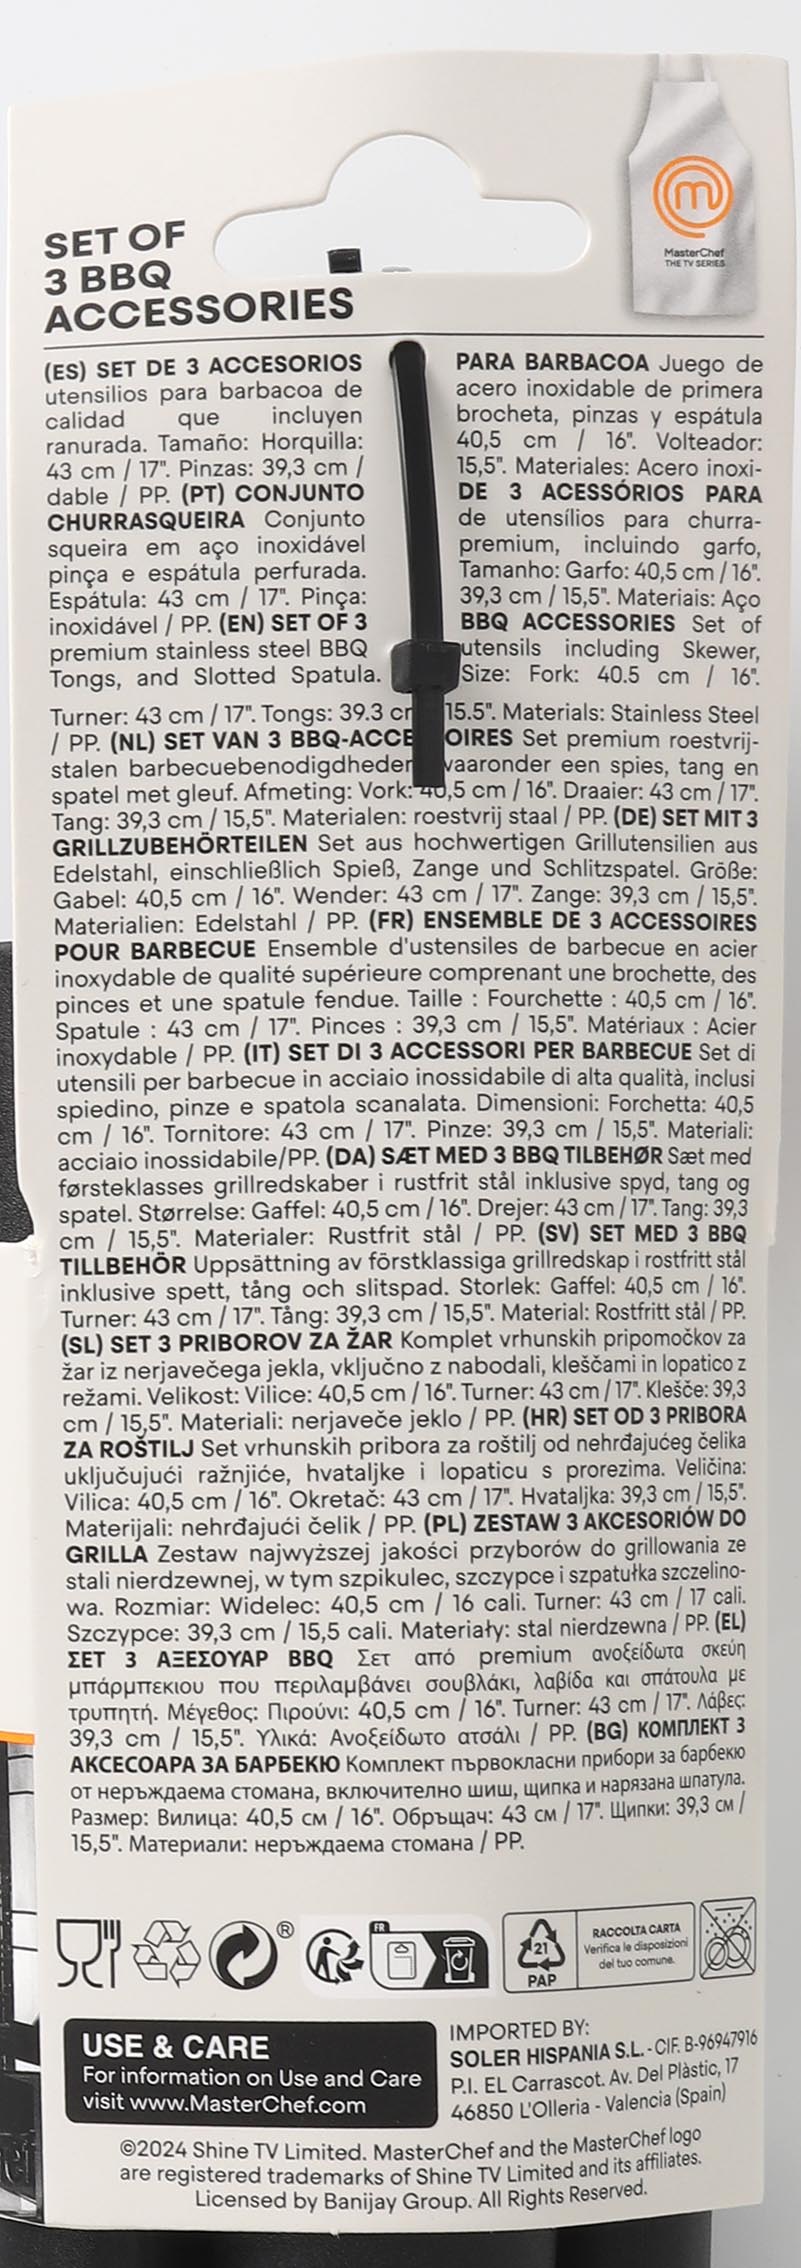 MasterChef
THE TV SERIES
SET OF
3 BBQ
ACCESSORIES
(ES) SET DE 3 ACCESORIOS PARA BARBACOA Juego de
utensilios para barbacoa de acero inoxidable de primera
calidad que incluyen brocheta, pinzas y espátula
ranurada. Tamaño: Horquilla: 40,5 cm / 16". Volteador:
43 cm / 17". Pinzas: 39,3 cm / 15,5". Materiales: Acero inoxi-
dable / PP. (PT) CONJUNTO DE 3 ACESSÓRIOS PARA
CHURRASQUEIRA Conjunto de utensílios para churra-
squeira em aço inoxidável premium, incluindo garfo,
pinça e espátula perfurada. Tamanho: Garfo: 40,5 cm / 16".
Espátula: 43 cm / 17". Pinça: 39,3 cm / 15,5". Materiais: Aço
inoxidável / PP. (EN) SET OF 3 BBQ ACCESSORIES Set of
premium stainless steel BBQ utensils including Skewer,
Tongs, and Slotted Spatula. Size: Fork: 40.5 cm / 16".
Turner: 43 cm / 17". Tongs: 39.3 cm 15.5". Materials: Stainless Steel
/ PP. (NL) SET VAN 3 BBQ-ACCESSOIRES Set premium roestvrij-
stalen barbecuebenodigdheden waaronder een spies, tang en
spatel met gleuf. Afmeting: Vork: 40,5 cm / 16". Draaier: 43 cm / 17".
Tang: 39,3 cm / 15,5". Materialen: roestvrij staal / PP. (DE) SET MIT 3
GRILLZUBEHÖRTEILEN Set aus hochwertigen Grillutensilien aus
Edelstahl, einschließlich Spieß, Zange und Schlitzspatel. Größe:
Gabel: 40,5 cm / 16". Wender: 43 cm / 17". Zange: 39,3 cm / 15,5".
Materialien: Edelstahl / PP. (FR) ENSEMBLE DE 3 ACCESSOIRES
POUR BARBECUE Ensemble d'ustensiles de barbecue en acier
inoxydable de qualité supérieure comprenant une brochette, des
pinces et une spatule fendue. Taille : Fourchette : 40,5 cm / 16".
Spatule : 43 cm / 17". Pinces : 39,3 cm / 15,5". Matériaux : Acier
inoxydable / PP. (IT) SET DI 3 ACCESSORI PER BARBECUE Set di
utensili per barbecue in acciaio inossidabile di alta qualità, inclusi
spiedino, pinze e spatola scanalata. Dimensioni: Forchetta: 40,5
cm / 16". Tornitore: 43 cm / 17". Pinze: 39,3 cm / 15,5". Materiali:
acciaio inossidabile/PP. (DA) SÆT MED 3 BBQ TILBEHØR Sæt med
førsteklasses grillredskaber i rustfrit stål inklusive spyd, tang og
spatel. Størrelse: Gaffel: 40,5 cm / 16". Drejer: 43 cm / 17". Tang: 39,3
cm / 15,5". Materialer: Rustfrit stål / PP. (SV) SET MED 3 BBQ
TILLBEHÖR Uppsättning av förstklassiga grillredskap i rostfritt stål
inklusive spett, tång och slitspad. Storlek: Gaffel: 40,5 cm / 16".
Turner: 43 cm / 17". Tång: 39,3 cm / 15,5". Material: Rostfritt stål / PP.
(SL) SET 3 PRIBOROV ZA ŽAR Komplet vrhunskih pripomočkov za
žar iz nerjavečega jekla, vključno z nabodali, kleščami in lopatico z
režami. Velikost: Vilice: 40,5 cm / 16". Turner: 43 cm / 17". Klešče: 39,3
cm / 15,5". Materiali: nerjaveče jeklo / PP. (HR) SET OD 3 PRIBORA
ZA ROŠTILJ Set vrhunskih pribora za roštilj od nehrđajućeg čelika
uključujući ražnjiće, hvataljke i lopaticu s prorezima. Veličina:
Vilica: 40,5 cm / 16". Okretač: 43 cm / 17". Hvataljka: 39,3 cm / 15,5".
Materijali: nehrđajući čelik / PP. (PL) ZESTAW 3 AKCESORIÓW DO
GRILLA Zestaw najwyższej jakości przyborów do grillowania ze
stali nierdzewnej, w tym szpikulec, szczypce i szpatułka szczelino-
wa. Rozmiar: Widelec: 40,5 cm / 16 cali. Turner: 43 cm / 17 cali.
Szczypce: 39,3 cm / 15,5 cali. Materiały: stal nierdzewna / PP. (EL)
ΣΕΤ 3 ΑΞΕΣΟΥΑΡ BBQ Σετ από premium ανοξείδωτα σκεύη
μπάρμπεκιου που περιλαμβάνει σουβλάκι, λαβίδα και σπάτουλα με
τρυπητή. Μέγεθος: Πιρούνι: 40,5 cm / 16". Turner: 43 cm / 17". Λάβες:
39,3 cm / 15,5". Υλικά: Ανοξείδωτο ατσάλι / PP. (BG) КОМПЛЕКТ 3
АКСЕСОАРА ЗА БАРБЕКЮ Комплект първокласни прибори за барбекю
от неръждаема стомана, включително шиш, щипка и нарязана шпатула.
Размер: Вилица: 40,5 см / 16". Обръщач: 43 см / 17". Щипки: 39,3 см /
15,5". Материали: неръждаема стомана / PP.
®
FR
21
PAP
RACCOLTA CARTA
Verifica le disposizioni
del tuo comune.
USE & CARE
For information on Use and Care
visit www.MasterChef.com
IMPORTED BY:
SOLER HISPANIA S.L. - CIF. B-96947916
P.I. EL Carrascot. Av. Del Plàstic, 17
46850 L'Olleria - Valencia (Spain)
©2024 Shine TV Limited. MasterChef and the MasterChef logo
are registered trademarks of Shine TV Limited and its affiliates.
Licensed by Banijay Group. All Rights Reserved.